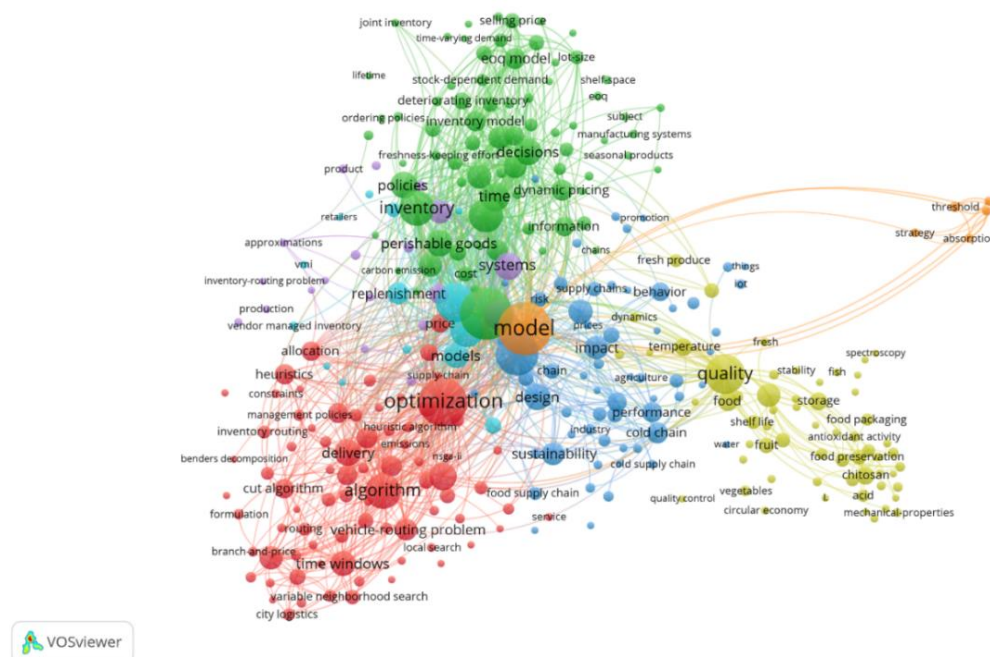 joint inventory
selling price
time-varying demand
eoq model
lot-size
lifetime
stock-dependent demand
shelf-space
deteriorating inventory
eoq
ordering policies
inventory model
subject
manufacturing systems
freshness-keeping effort
decisions
seasonal products
product
policies
time
dynamic pricing
inventory
threshold
retailers
promotion
information
strategy
absorptio
approximations
perishable goods
chains
vmi
carbon emission
cost
systems
fresh produce
things
inventory-routing problem
replenishment
risk
supply chains
behavior
iot
production
price
model
prices
dynamics
vendor managed inventory
allocation
models
impact
temperature
fresh
spectroscopy
heuristics
supply-chain
chain
agriculture
quality
stability
fish
constraints
optimization
design
food
storage
management policies
performance
shelf life
food packaging
inventory routing
heuristic algorithm
industry
cold chain
antioxidant activity
emissions
water
fruit
benders decomposition
delivery
nsga-ii
sustainability
cold supply chain
food preservation
chitosan
cut algorithm
algorithm
food supply chain
quality control
vegetables
acid
circular economy
mechanical-properties
formulation
service
routing
vehicle-routing problem
branch-and-price
local search
time windows
variable neighborhood search
city logistics
VOSviewer